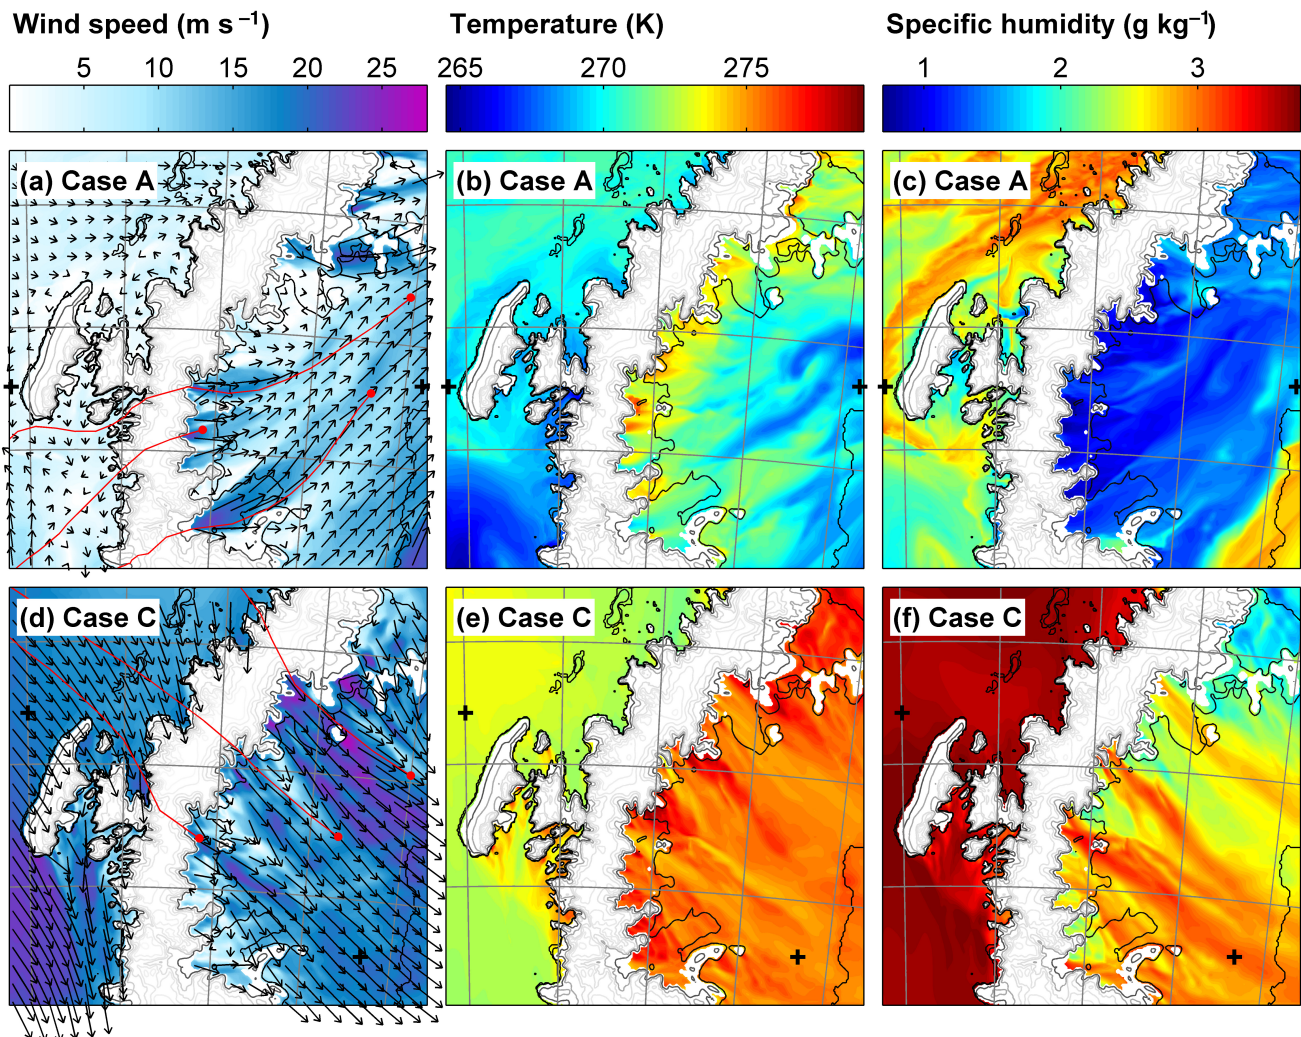 Wind speed (m s⁻¹) Temperature (K) Specific humidity (g kg⁻¹)
5 10 15 20 25 265 270 275 1 2 3
(a) Case A (b) Case A (c) Case A
(d) Case C (e) Case C (f) Case C